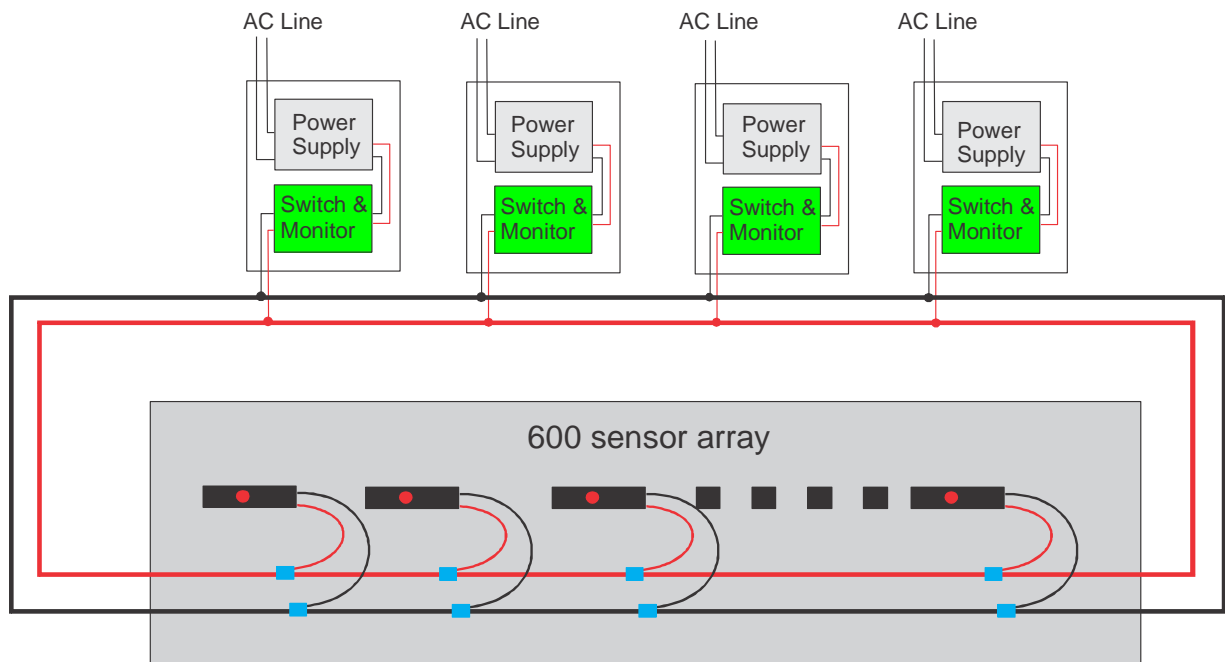 AC Line
AC Line
AC Line
AC Line
Power
Supply
Power
Supply
Power
Supply
Power
Supply
Switch &
Monitor
Switch &
Monitor
Switch &
Monitor
Switch &
Monitor
600 sensor array